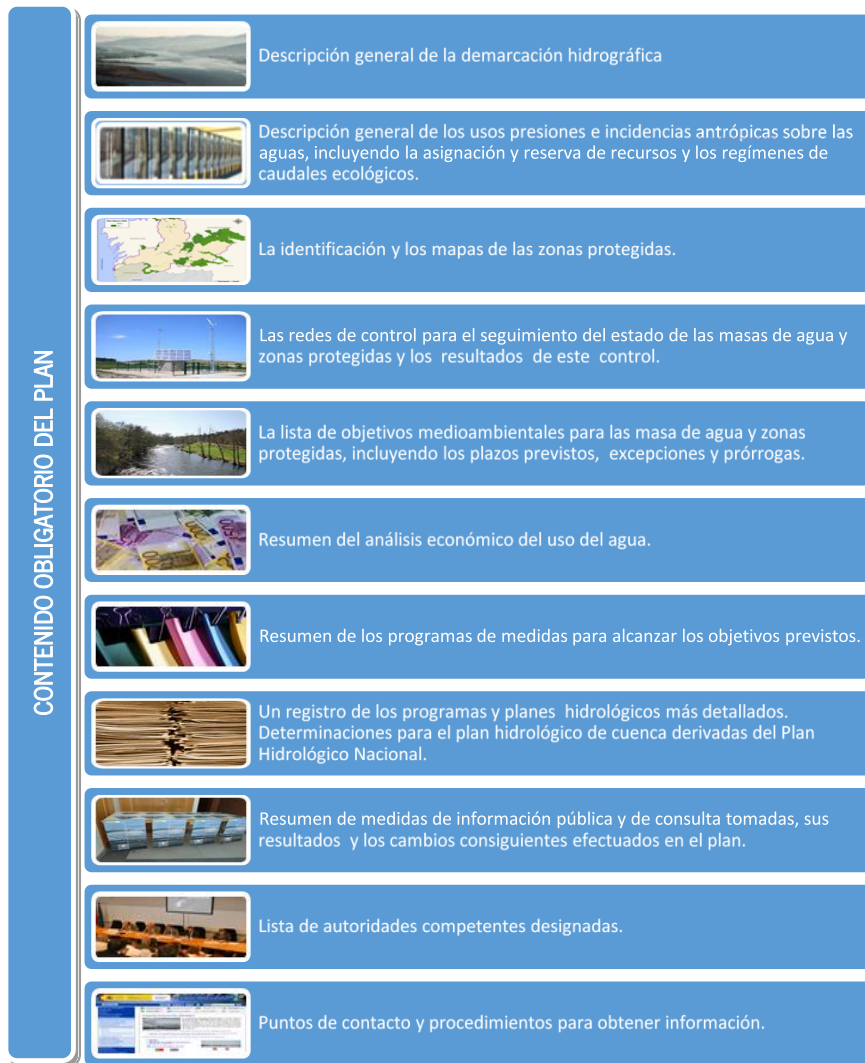 CONTENIDO OBLIGATORIO DEL PLAN
Descripción general de la demarcación hidrográfica
Descripción general de los usos presiones e incidencias antrópicas sobre las
aguas, incluyendo la asignación y reserva de recursos y los regímenes de
caudales ecológicos.
La identificación y los mapas de las zonas protegidas.
Las redes de control para el seguimiento del estado de las masas de agua y
zonas protegidas y los resultados de este control.
La lista de objetivos medioambientales para las masa de agua y zonas
protegidas, incluyendo los plazos previstos, excepciones y prórrogas.
Resumen del análisis económico del uso del agua.
Resumen de los programas de medidas para alcanzar los objetivos previstos.
Un registro de los programas y planes hidrológicos más detallados.
Determinaciones para el plan hidrológico de cuenca derivadas del Plan
Hidrológico Nacional.
Resumen de medidas de información pública y de consulta tomadas, sus
resultados y los cambios consiguientes efectuados en el plan.
Lista de autoridades competentes designadas.
Puntos de contacto y procedimientos para obtener información.